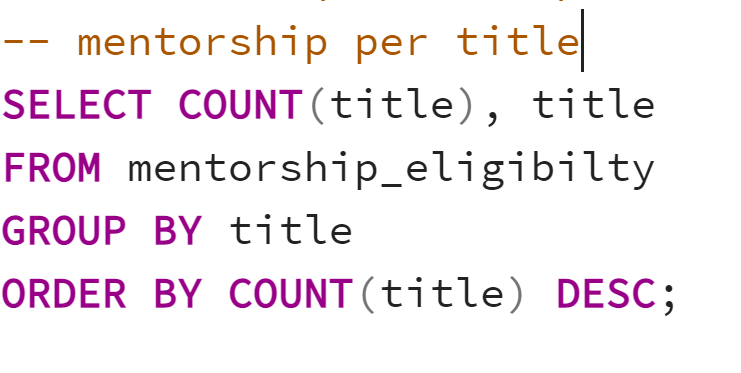 -- mentorship per title
SELECT COUNT(title), title
FROM mentorship_eligibilty
GROUP BY title
ORDER BY COUNT(title) DESC;